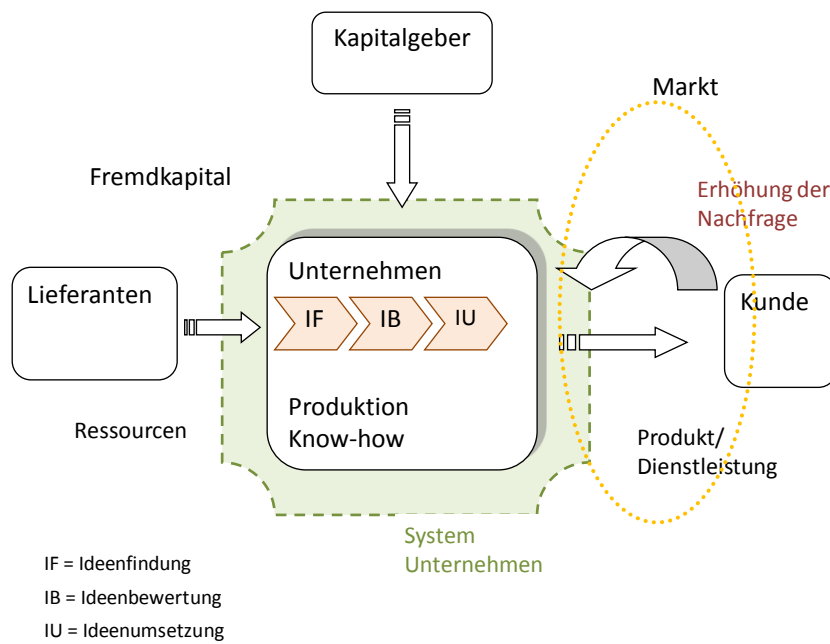 Kapitalgeber
Markt
Fremdkapital
Erhöhung der
Nachfrage
Lieferanten
Unternehmen
IF
IB
IU
Kunde
Produktion
Know-how
Ressourcen
Produkt/
Dienstleistung
System
Unternehmen
IF = Ideenfindung
IB = Ideenbewertung
IU = Ideenumsetzung